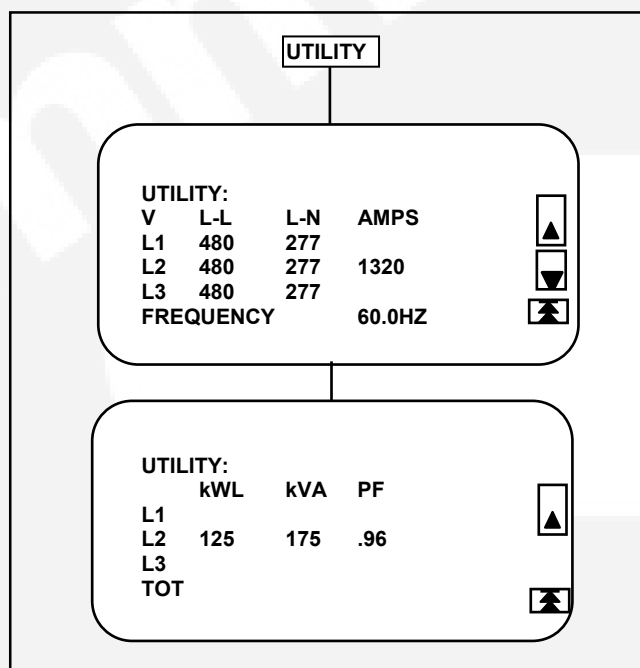 UTILITY
UTILITY:
V L-L L-N AMPS
L1 480 277
L2 480 277 1320
L3 480 277
FREQUENCY 60.0HZ
UTILITY:
kWL kVA PF
L1
L2 125 175 .96
L3
TOT